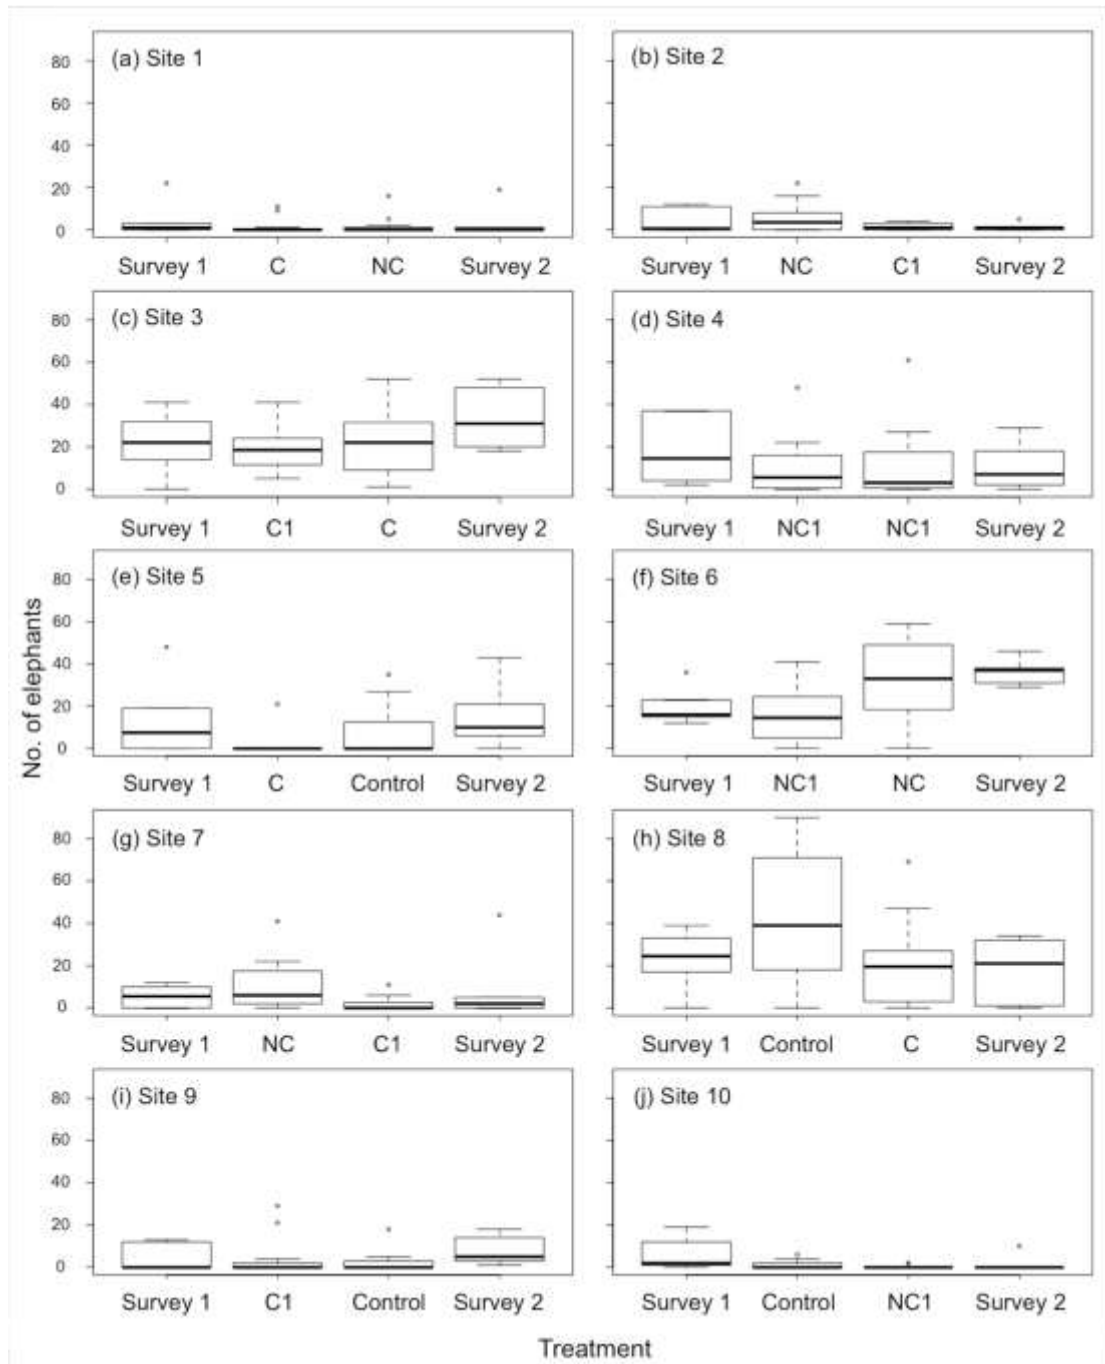 (a) Site 1
80
60
40
20
0
Survey 1 C NC Survey 2
(b) Site 2
Survey 1 NC C1 Survey 2
(c) Site 3
80
60
40
20
0
Survey 1 C1 C Survey 2
(d) Site 4
Survey 1 NC1 NC1 Survey 2
No. of elephants
(e) Site 5
80
60
40
20
0
Survey 1 C Control Survey 2
(f) Site 6
Survey 1 NC1 NC Survey 2
(g) Site 7
80
60
40
20
0
Survey 1 NC C1 Survey 2
(h) Site 8
Survey 1 Control C Survey 2
(i) Site 9
80
60
40
20
0
Survey 1 C1 Control Survey 2
(j) Site 10
Survey 1 Control NC1 Survey 2
Treatment